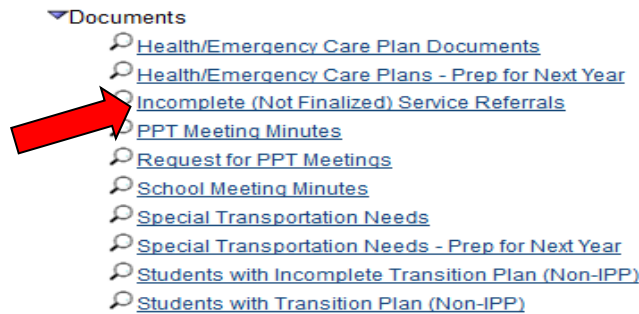 Documents
Health/Emergency Care Plan Documents
Health/Emergency Care Plans - Prep for Next Year
Incomplete (Not Finalized) Service Referrals
PPT Meeting Minutes
Request for PPT Meetings
School Meeting Minutes
Special Transportation Needs
Special Transportation Needs - Prep for Next Year
Students with Incomplete Transition Plan (Non-IPP)
Students with Transition Plan (Non-IPP)